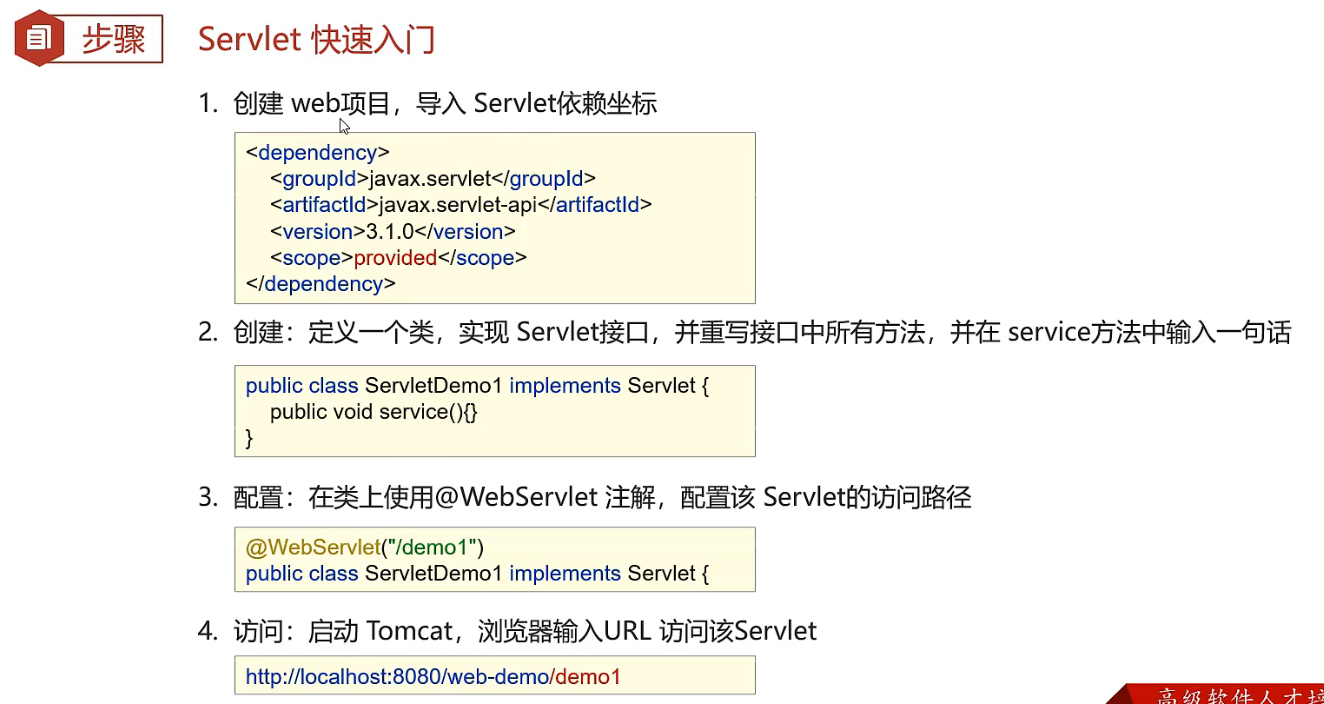 步骤
Servlet 快速入门
1. 创建 web项目，导入 Servlet依赖坐标
<dependency>
<groupId>javax.servlet</groupId>
<artifactId>javax.servlet-api</artifactId>
<version>3.1.0</version>
<scope>provided</scope>
</dependency>
2. 创建：定义一个类，实现 Servlet接口，并重写接口中所有方法，并在 service方法中输入一句话
public class ServletDemo1 implements Servlet {
public void service(){}
}
3. 配置：在类上使用@WebServlet 注解，配置该 Servlet的访问路径
@WebServlet("/demo1")
public class ServletDemo1 implements Servlet {
4. 访问：启动 Tomcat，浏览器输入URL 访问该Servlet
http://localhost:8080/web-demo/demo1
高级软件人才